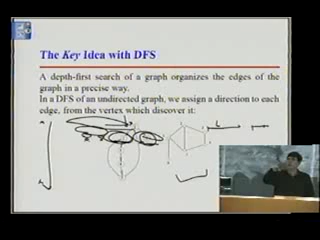 The Key Idea with DFS
A depth-first search of a graph organizes the edges of the
graph in a precise way.
In a DFS of an undirected graph, we assign a direction to each
edge, from the vertex which discover it: